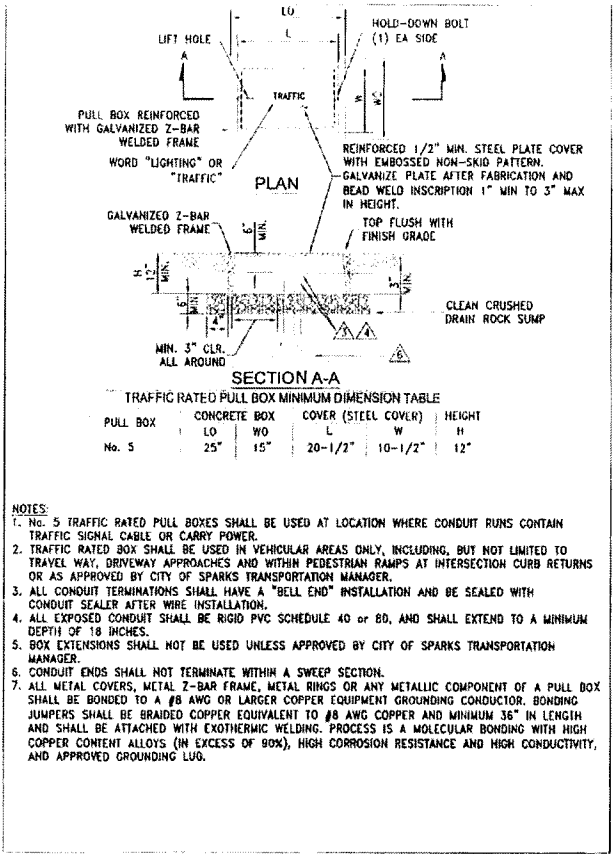 LO
HOLD-DOWN BOLT
(1) EA SIDE
LIFT HOLE
L
A
A
W
WO
TRAFFIC
PULL BOX REINFORCED
WITH GALVANIZED Z-BAR
WELDED FRAME
WORD "LIGHTING" OR
"TRAFFIC"
PLAN
REINFORCED 1/2" MIN. STEEL PLATE COVER
WITH EMBOSSED NON-SKID PATTERN.
GALVANIZE PLATE AFTER FABRICATION AND
BEAD WELD INSCRIPTION 1" MIN TO 3" MAX
IN HEIGHT.
GALVANIZED Z-BAR
WELDED FRAME
6"
MIN.
TOP FLUSH WITH
FINISH GRADE
H
12"
MIN.
3"
MIN.
6"
MIN.
4"
CLEAN CRUSHED
DRAIN ROCK SUMP
3
4
6
MIN. 3" CLR.
ALL AROUND
SECTION A-A
TRAFFIC RATED PULL BOX MINIMUM DIMENSION TABLE
PULL BOX CONCRETE BOX COVER (STEEL COVER) HEIGHT
LO WO L W H
No. 5 25" 15" 20-1/2" 10-1/2" 12"
NOTES:
1. No. 5 TRAFFIC RATED PULL BOXES SHALL BE USED AT LOCATION WHERE CONDUIT RUNS CONTAIN
TRAFFIC SIGNAL CABLE OR CARRY POWER.
2. TRAFFIC RATED BOX SHALL BE USED IN VEHICULAR AREAS ONLY, INCLUDING, BUT NOT LIMITED TO
TRAVEL WAY, DRIVEWAY APPROACHES AND WITHIN PEDESTRIAN RAMPS AT INTERSECTION CURB RETURNS
OR AS APPROVED BY CITY OF SPARKS TRANSPORTATION MANAGER.
3. ALL CONDUIT TERMINATIONS SHALL HAVE A "BELL END" INSTALLATION AND BE SEALED WITH
CONDUIT SEALER AFTER WIRE INSTALLATION.
4. ALL EXPOSED CONDUIT SHALL BE RIGID PVC SCHEDULE 40 or 80, AND SHALL EXTEND TO A MINIMUM
DEPTH OF 18 INCHES.
5. BOX EXTENSIONS SHALL NOT BE USED UNLESS APPROVED BY CITY OF SPARKS TRANSPORTATION
MANAGER.
6. CONDUIT ENDS SHALL NOT TERMINATE WITHIN A SWEEP SECTION.
7. ALL METAL COVERS, METAL Z-BAR FRAME, METAL RINGS OR ANY METALLIC COMPONENT OF A PULL BOX
SHALL BE BONDED TO A #8 AWG OR LARGER COPPER EQUIPMENT GROUNDING CONDUCTOR. BONDING
JUMPERS SHALL BE BRAIDED COPPER EQUIVALENT TO #8 AWG COPPER AND MINIMUM 36" IN LENGTH
AND SHALL BE ATTACHED WITH EXOTHERMIC WELDING. PROCESS IS A MOLECULAR BONDING WITH HIGH
COPPER CONTENT ALLOYS (IN EXCESS OF 90%), HIGH CORROSION RESISTANCE AND HIGH CONDUCTIVITY,
AND APPROVED GROUNDING LUG.